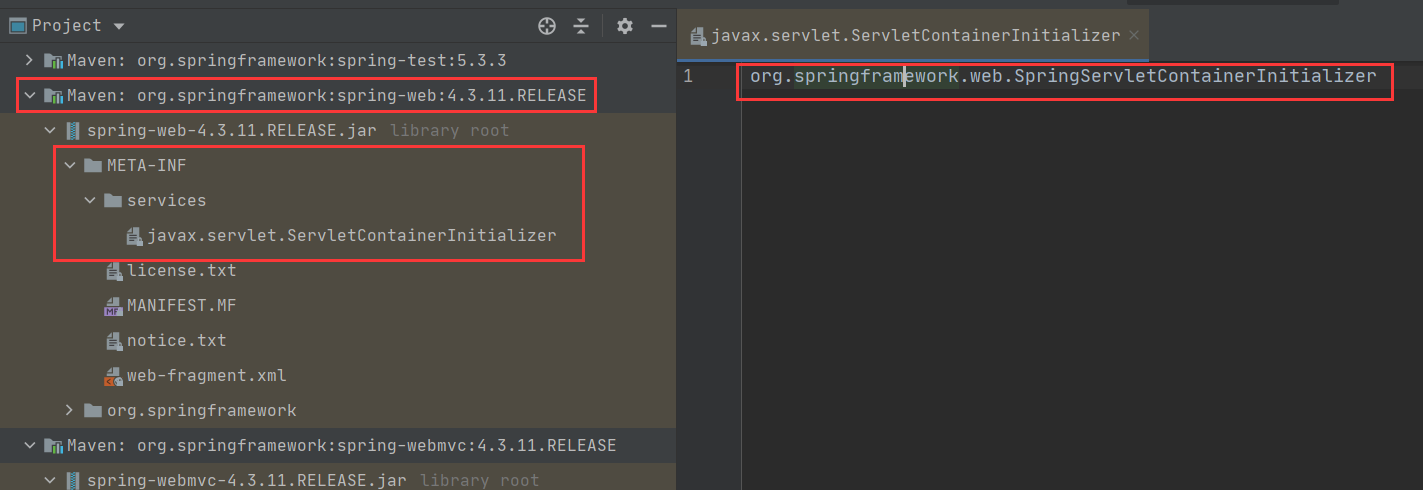 Project
Maven: org.springframework:spring-test:5.3.3
Maven: org.springframework:spring-web:4.3.11.RELEASE
spring-web-4.3.11.RELEASE.jar library root
META-INF
services
javax.servlet.ServletContainerInitializer
license.txt
MF MANIFEST.MF
notice.txt
web-fragment.xml
org.springframework
Maven: org.springframework:spring-webmvc:4.3.11.RELEASE
spring-webmvc-4.3.11.RELEASE.jar library root
javax.servlet.ServletContainerInitializer
1 org.springframework.web.SpringServletContainerInitializer